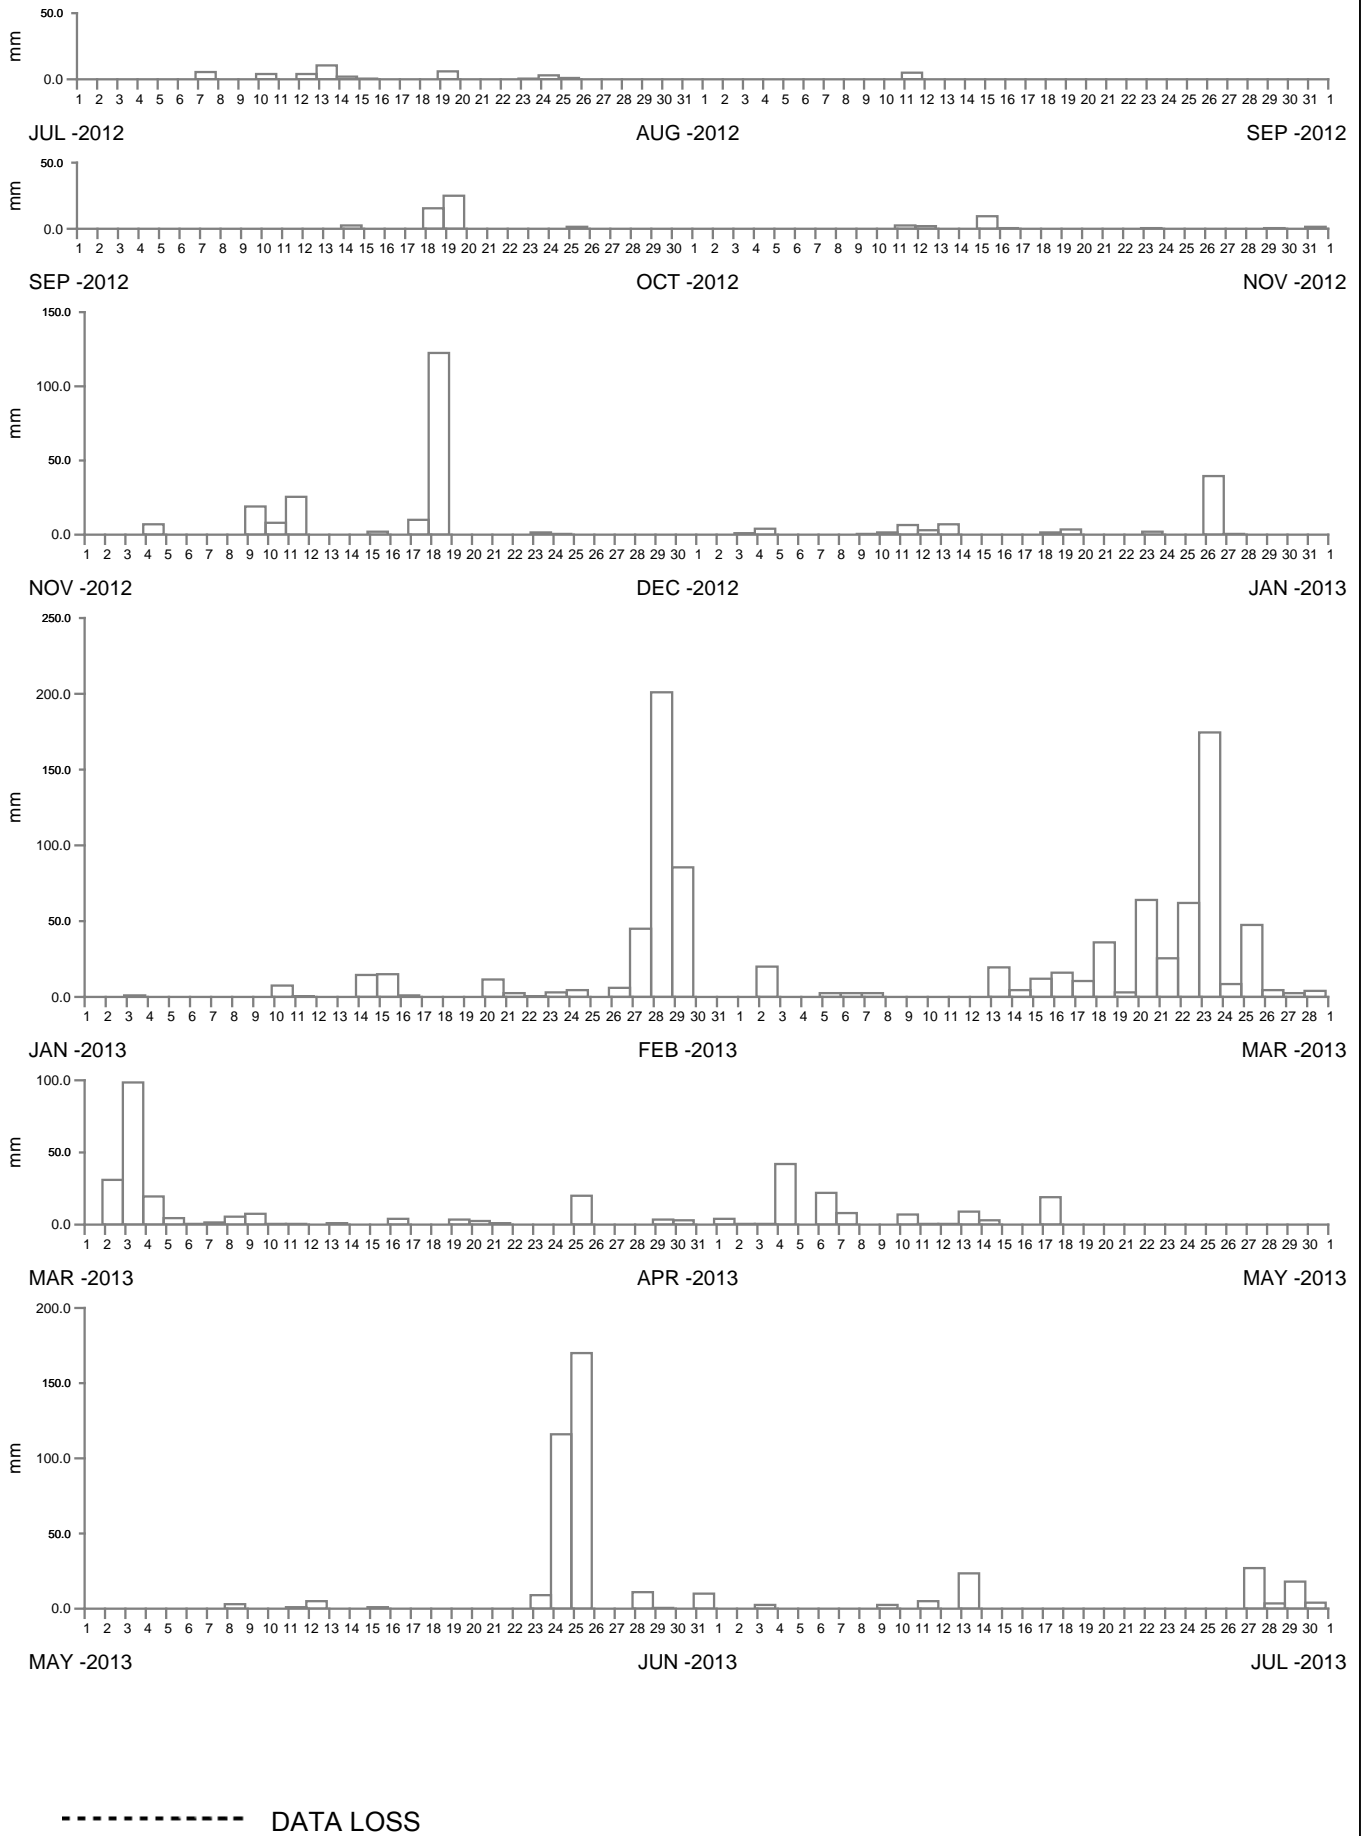 50.0
mm
0.0
1 2 3 4 5 6 7 8 9 10 11 12 13 14 15 16 17 18 19 20 21 22 23 24 25 26 27 28 29 30 31 1 2 3 4 5 6 7 8 9 10 11 12 13 14 15 16 17 18 19 20 21 22 23 24 25 26 27 28 29 30 31 1
JUL -2012 AUG -2012 SEP -2012
50.0
mm
0.0
1 2 3 4 5 6 7 8 9 10 11 12 13 14 15 16 17 18 19 20 21 22 23 24 25 26 27 28 29 30 1 2 3 4 5 6 7 8 9 10 11 12 13 14 15 16 17 18 19 20 21 22 23 24 25 26 27 28 29 30 31 1
SEP -2012 OCT -2012 NOV -2012
150.0
100.0
mm
50.0
0.0
1 2 3 4 5 6 7 8 9 10 11 12 13 14 15 16 17 18 19 20 21 22 23 24 25 26 27 28 29 30 1 2 3 4 5 6 7 8 9 10 11 12 13 14 15 16 17 18 19 20 21 22 23 24 25 26 27 28 29 30 31 1
NOV -2012 DEC -2012 JAN -2013
250.0
200.0
150.0
mm
100.0
50.0
0.0
1 2 3 4 5 6 7 8 9 10 11 12 13 14 15 16 17 18 19 20 21 22 23 24 25 26 27 28 29 30 31 1 2 3 4 5 6 7 8 9 10 11 12 13 14 15 16 17 18 19 20 21 22 23 24 25 26 27 28 1
JAN -2013 FEB -2013 MAR -2013
100.0
mm
50.0
0.0
1 2 3 4 5 6 7 8 9 10 11 12 13 14 15 16 17 18 19 20 21 22 23 24 25 26 27 28 29 30 31 1 2 3 4 5 6 7 8 9 10 11 12 13 14 15 16 17 18 19 20 21 22 23 24 25 26 27 28 29 30 1
MAR -2013 APR -2013 MAY -2013
200.0
150.0
mm
100.0
50.0
0.0
1 2 3 4 5 6 7 8 9 10 11 12 13 14 15 16 17 18 19 20 21 22 23 24 25 26 27 28 29 30 31 1 2 3 4 5 6 7 8 9 10 11 12 13 14 15 16 17 18 19 20 21 22 23 24 25 26 27 28 29 30 1
MAY -2013 JUN -2013 JUL -2013
DATA LOSS